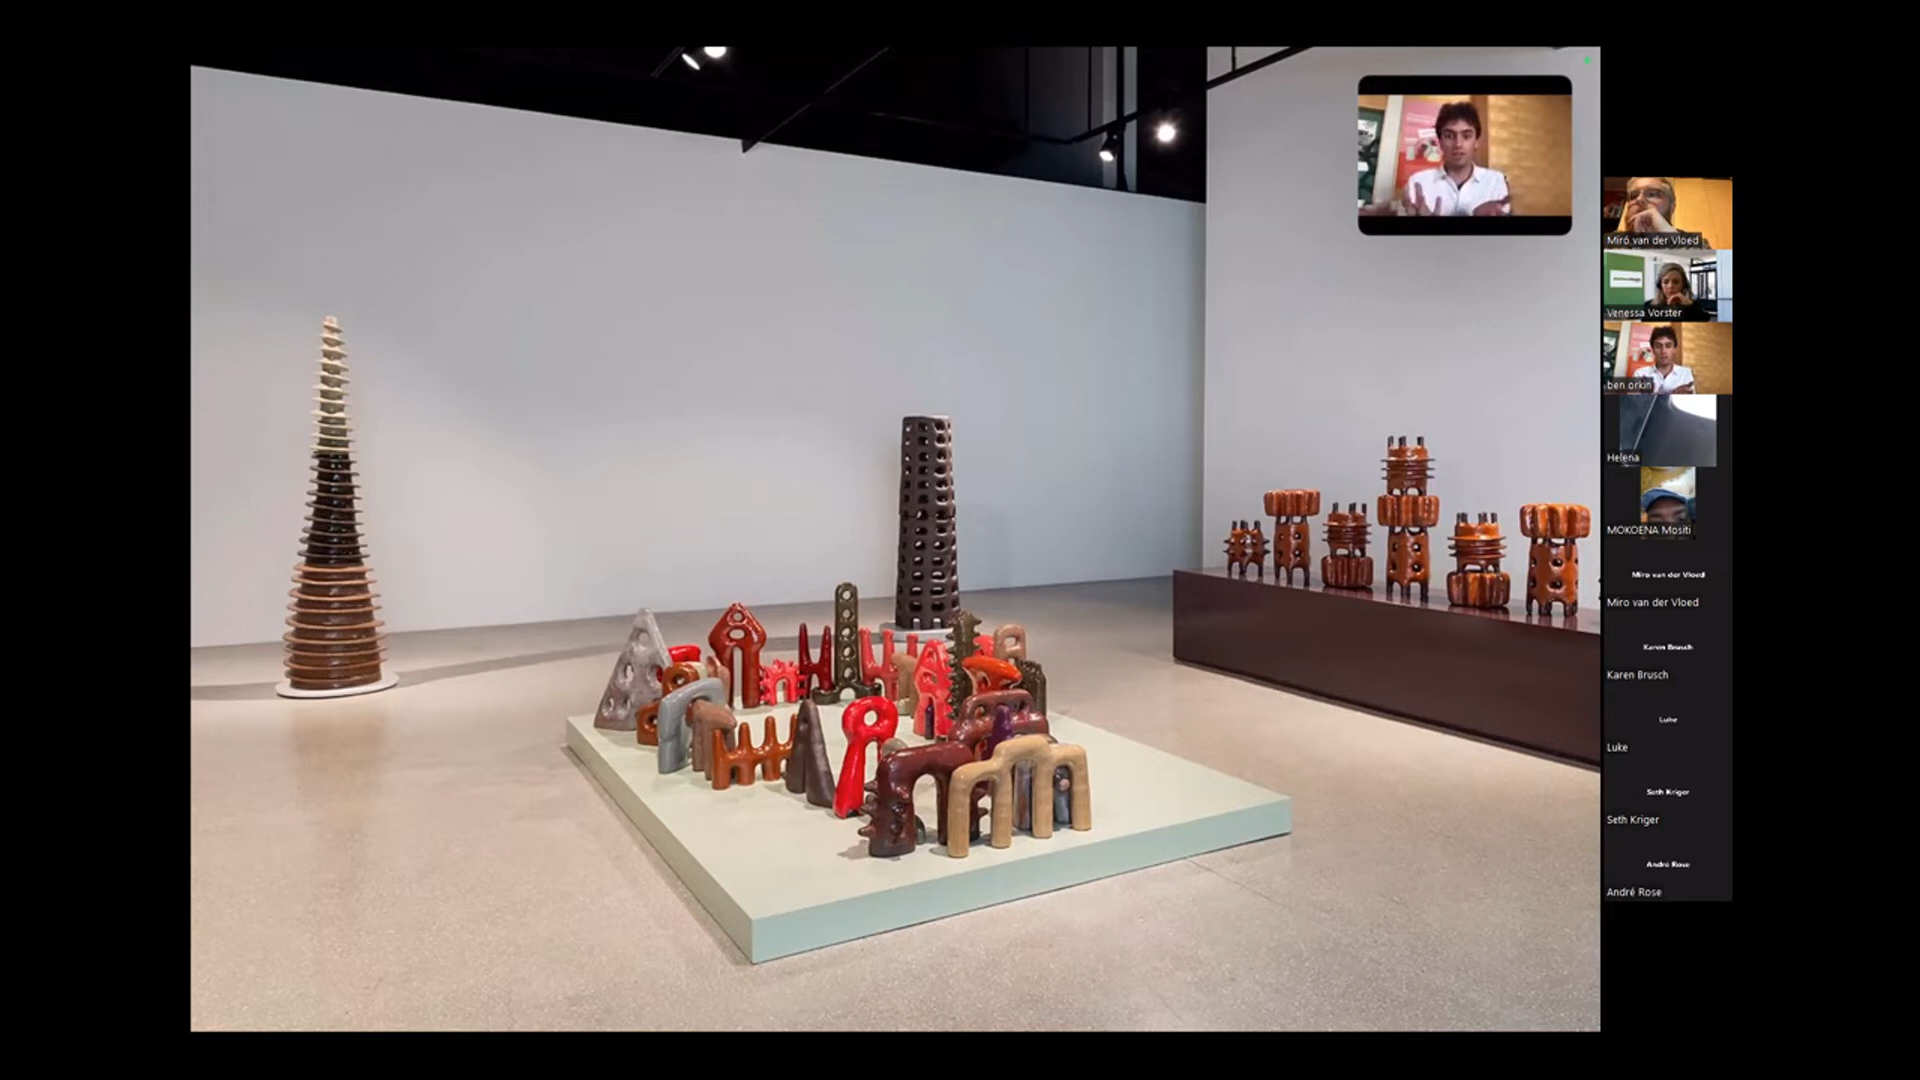 Miró van der Vloed
Venessa Vorster
ben orkin
Helena
MOKOENA Mositi
Miro van der Vloed
Miro van der Vloed
Karen Brusch
Karen Brusch
Luke
Luke
Seth Kriger
Seth Kriger
André Rose
André Rose